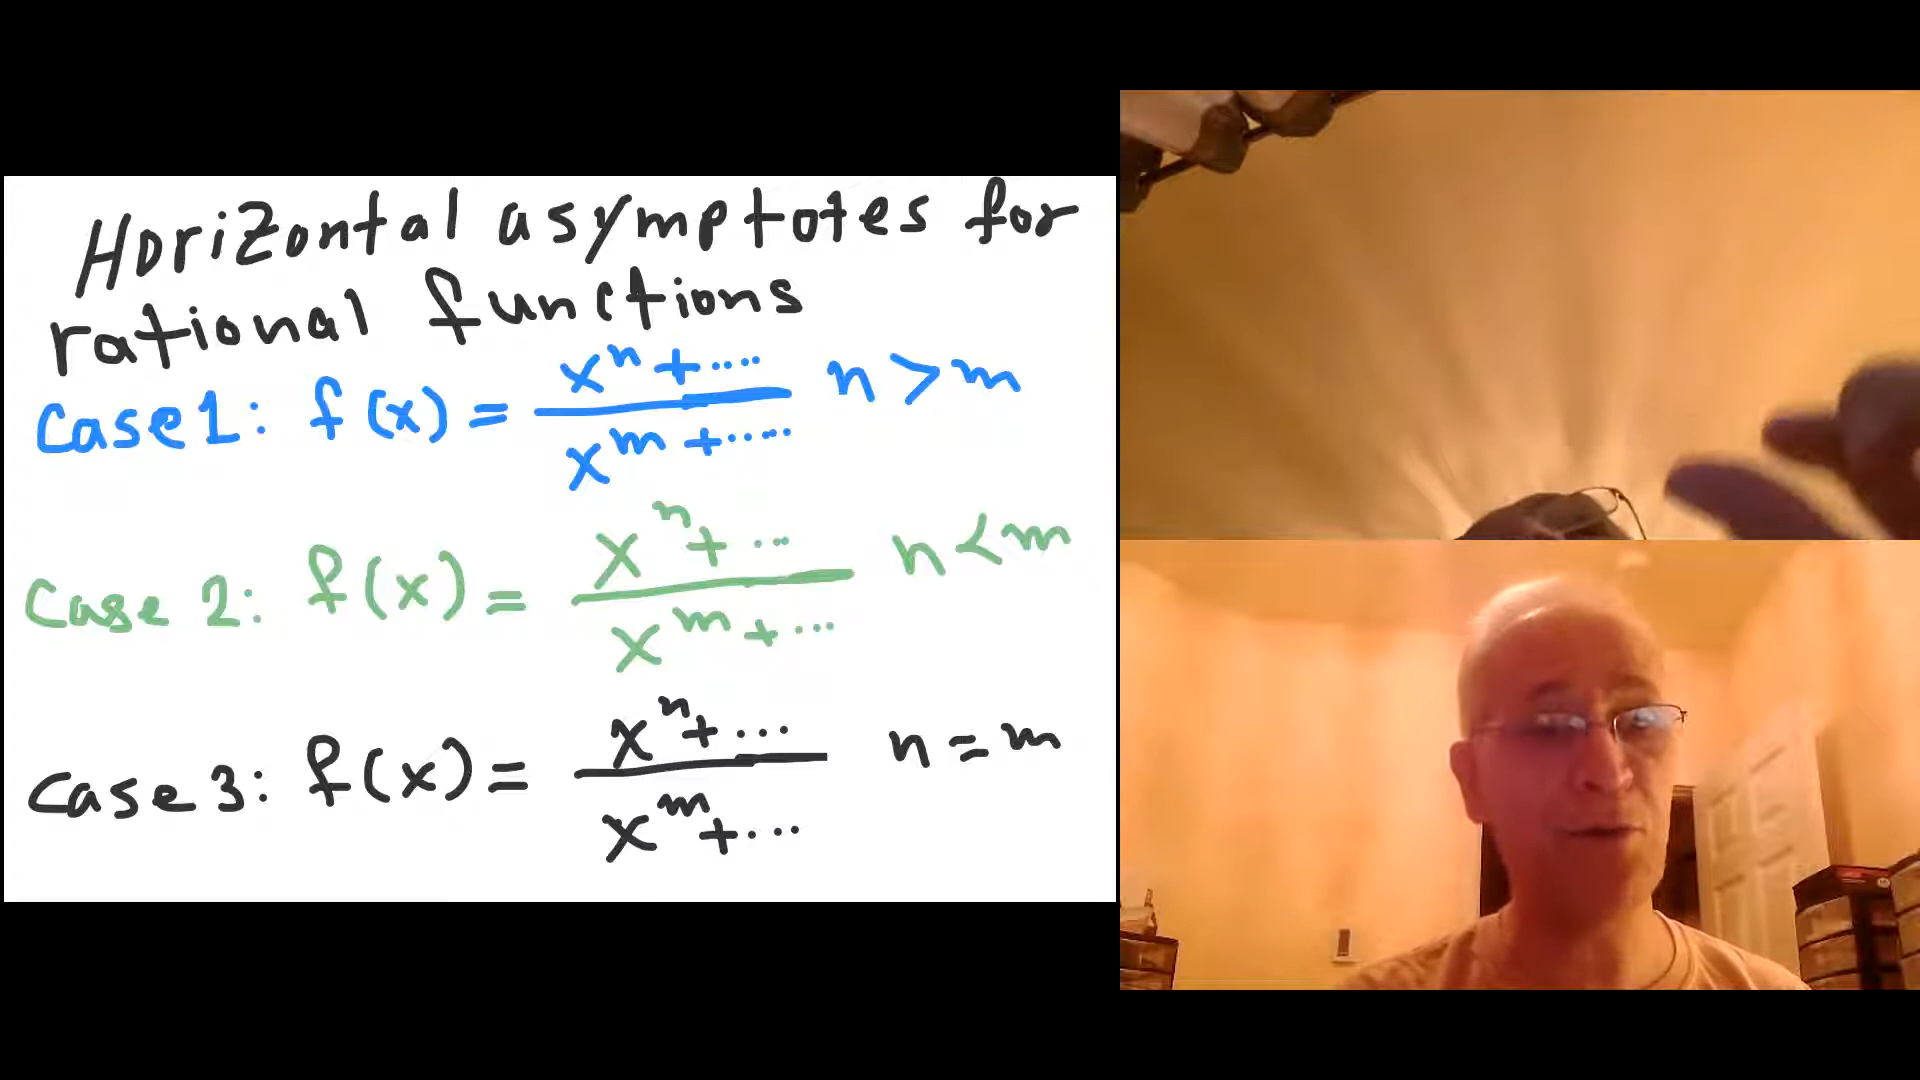 Horizontal asymptotes for
rational functions
Case 1: f(x) = (x^n + ....)/(x^m + .....) n > m
Case 2: f(x) = (x^n + ...)/(x^m + ...) n < m
Case 3: f(x) = (x^n + ...)/(x^m + ...) n = m